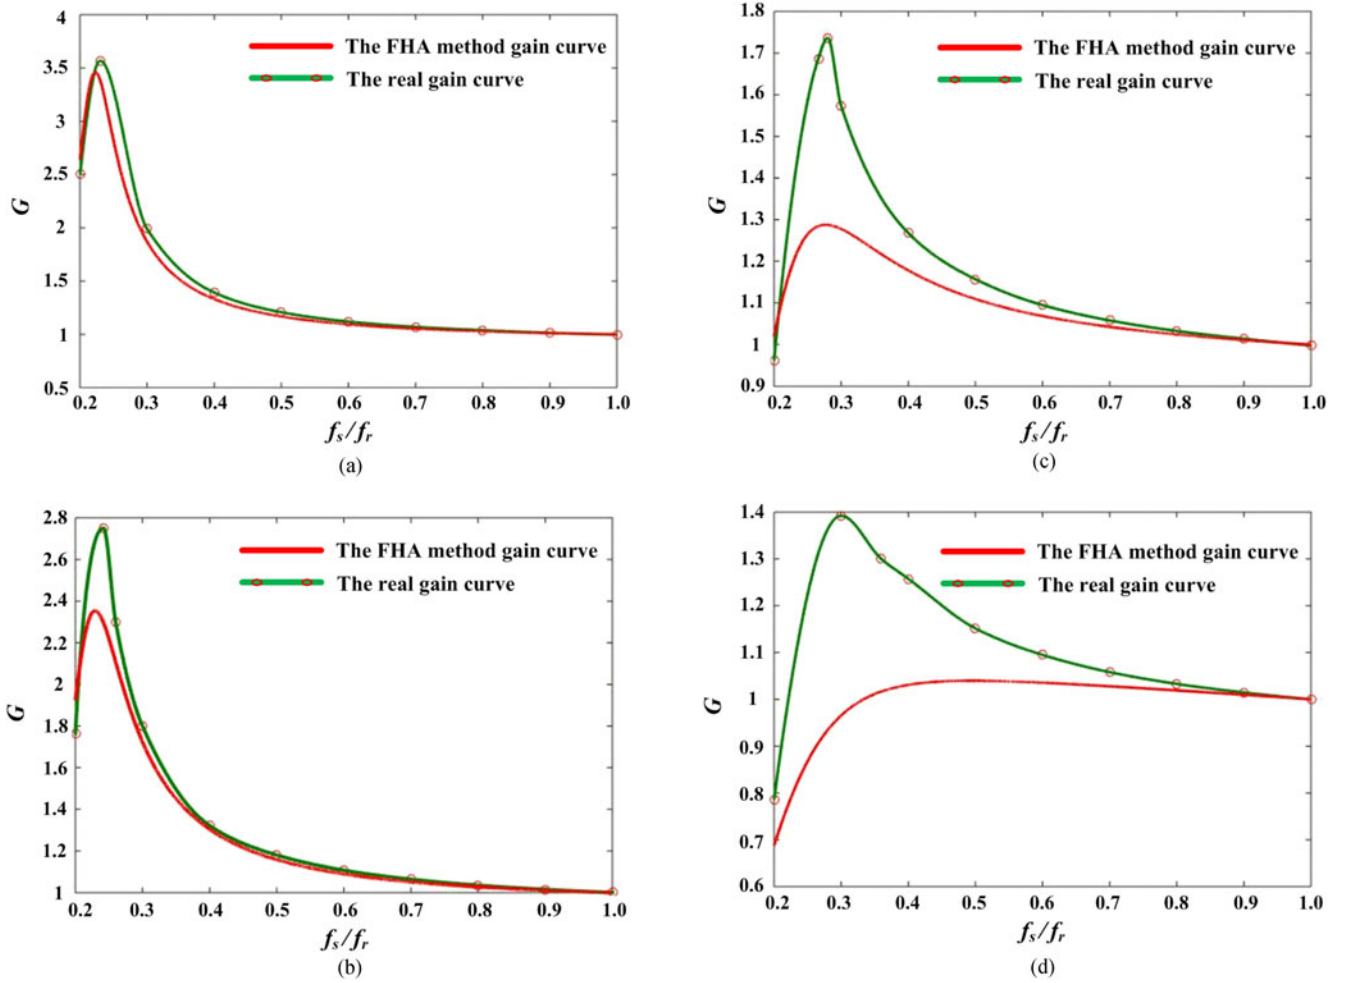 4
3.5
3
2.5
2
1.5
1
0.5
G
The FHA method gain curve
The real gain curve
0.2 0.3 0.4 0.5 0.6 0.7 0.8 0.9 1.0
fs/fr
(a)
1.8
1.7
1.6
1.5
1.4
1.3
1.2
1.1
1
0.9
G
The FHA method gain curve
The real gain curve
0.2 0.3 0.4 0.5 0.6 0.7 0.8 0.9 1.0
fs/fr
(c)
2.8
2.6
2.4
2.2
2
1.8
1.6
1.4
1.2
1
G
The FHA method gain curve
The real gain curve
0.2 0.3 0.4 0.5 0.6 0.7 0.8 0.9 1.0
fs/fr
(b)
1.4
1.3
1.2
1.1
1
0.9
0.8
0.7
0.6
G
The FHA method gain curve
The real gain curve
0.2 0.3 0.4 0.5 0.6 0.7 0.8 0.9 1.0
fs/fr
(d)